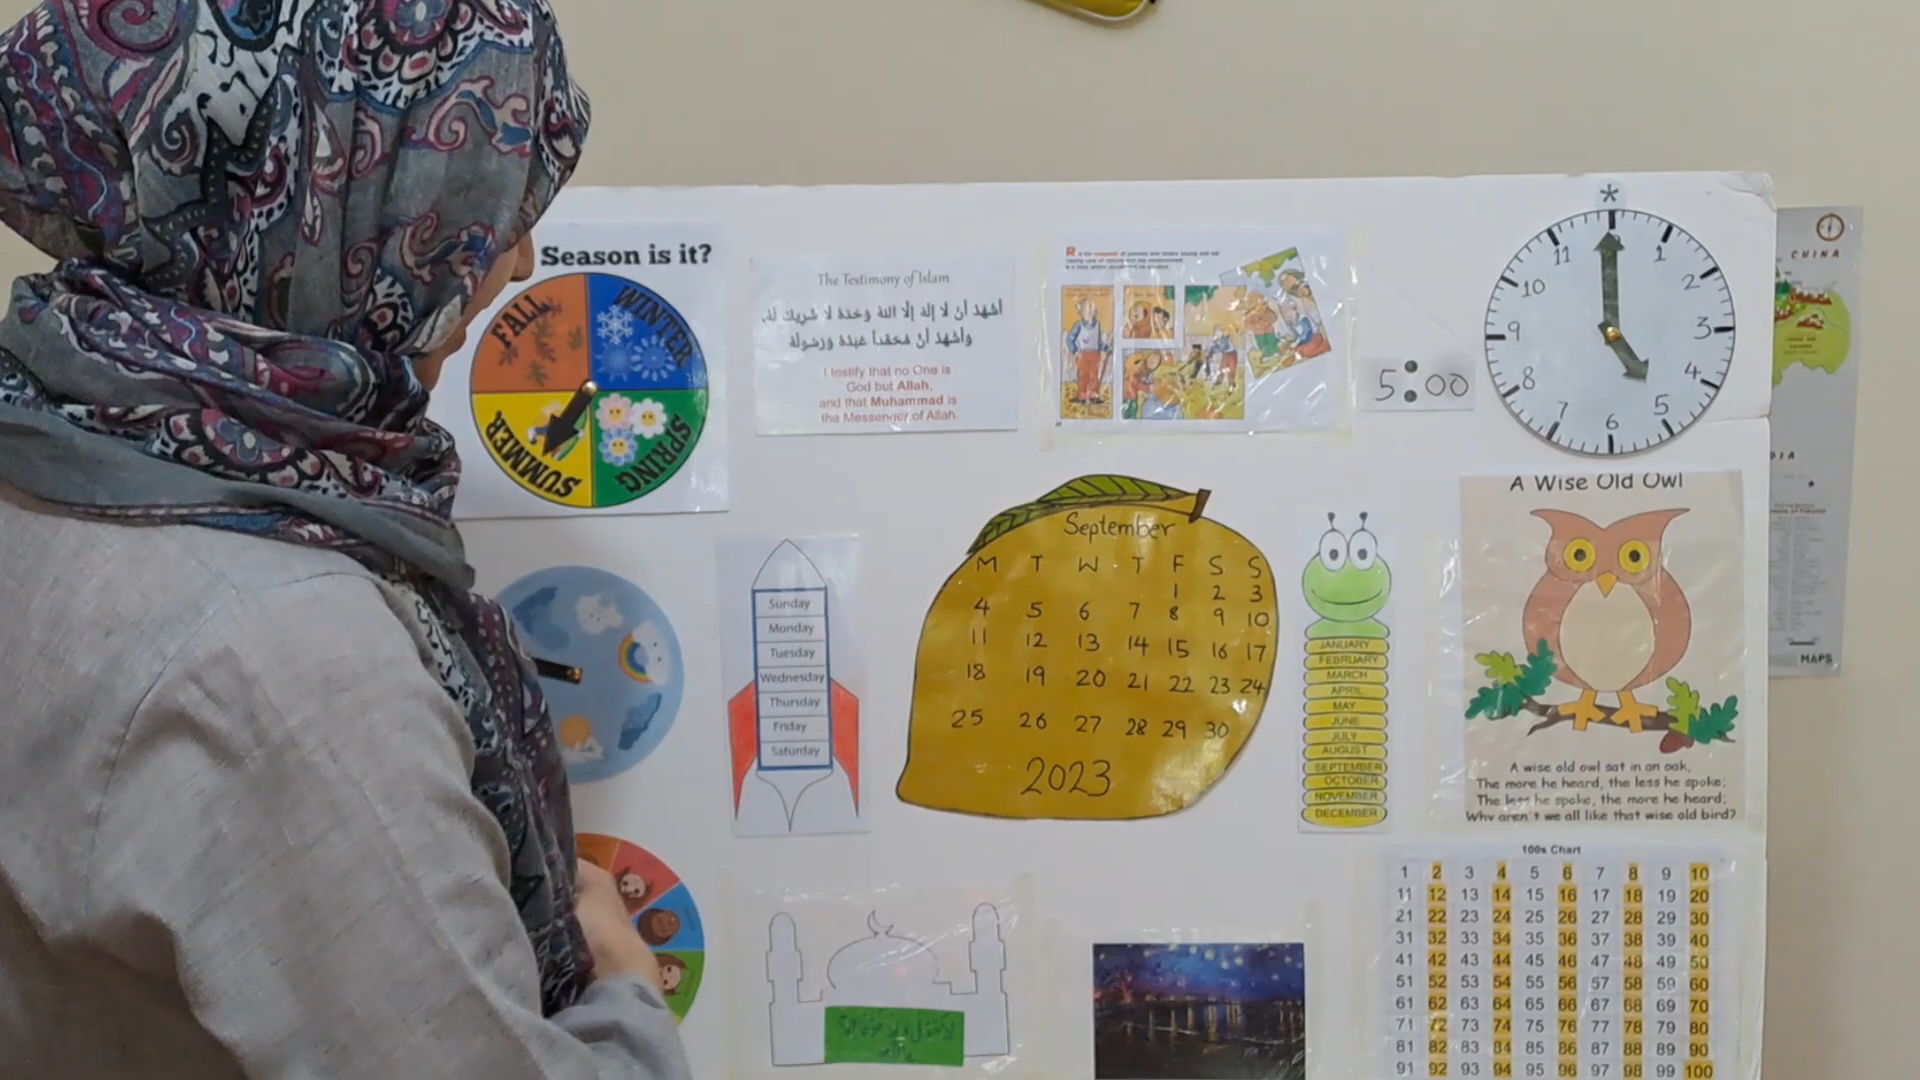 Season is it?
FALL
WINTER
SUMMER
SPRING
The Testimony of Islam
أشهد أن لا إله إلا الله وحده لا شريك له،
وأشهد أن محمداً عبده ورسوله
I testify that no One is
God but Allah,
and that Muhammad is
the Messenger of Allah.
5:00
*
11 1
10 2
9 3
8 4
7 5
6
CHINA
MAPS
Sunday
Monday
Tuesday
Wednesday
Thursday
Friday
Saturday
September
M T W T F S S
1 2 3
4 5 6 7 8 9 10
11 12 13 14 15 16 17
18 19 20 21 22 23 24
25 26 27 28 29 30
2023
JANUARY
FEBRUARY
MARCH
APRIL
MAY
JUNE
JULY
AUGUST
SEPTEMBER
OCTOBER
NOVEMBER
DECEMBER
A Wise Old Owl
A wise old owl sat in an oak,
The more he heard, the less he spoke;
The less he spoke, the more he heard;
Why aren't we all like that wise old bird?
100s Chart
1 2 3 4 5 6 7 8 9 10
11 12 13 14 15 16 17 18 19 20
21 22 23 24 25 26 27 28 29 30
31 32 33 34 35 36 37 38 39 40
41 42 43 44 45 46 47 48 49 50
51 52 53 54 55 56 57 58 59 60
61 62 63 64 65 66 67 68 69 70
71 72 73 74 75 76 77 78 79 80
81 82 83 84 85 86 87 88 89 90
91 92 93 94 95 96 97 98 99 100